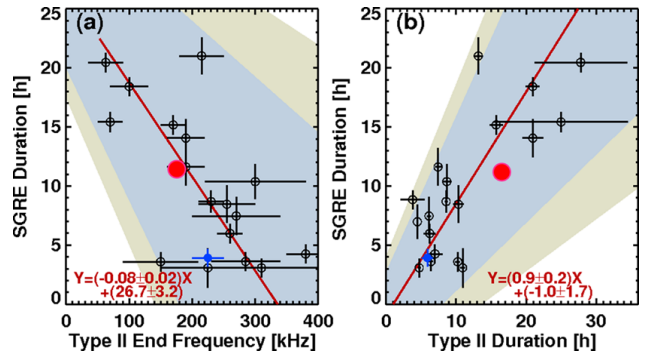 (a)
SGRE Duration [h]
25
20
15
10
5
0
Y=(-0.08±0.02)X
+(26.7±3.2)
0 100 200 300 400
Type II End Frequency [kHz]
(b)
SGRE Duration [h]
25
20
15
10
5
0
Y=(0.9±0.2)X
+(-1.0±1.7)
0 10 20 30
Type II Duration [h]